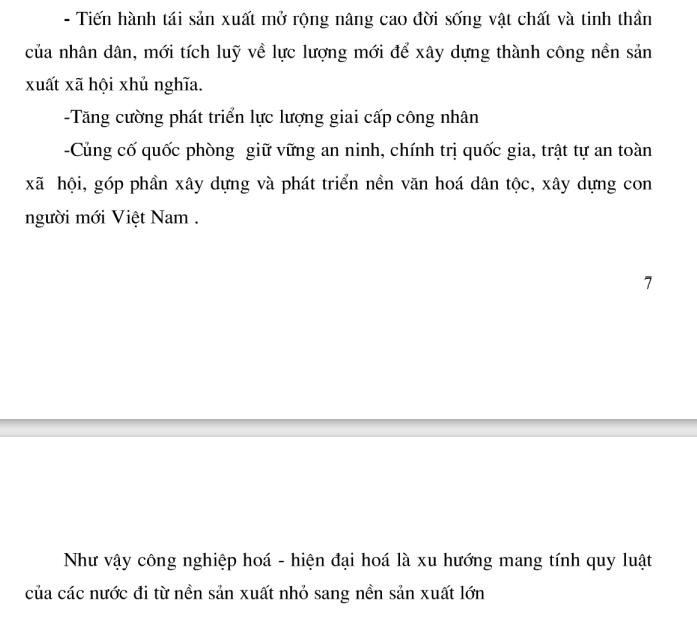 - Tiến hành tái sản xuất mở rộng nâng cao đời sống vật chất và tinh thần
của nhân dân, mới tích luỹ về lực lượng mới để xây dựng thành công nền sản
xuất xã hội xhủ nghĩa.
-Tăng cường phát triển lực lượng giai cấp công nhân
-Củng cố quốc phòng giữ vững an ninh, chính trị quốc gia, trật tự an toàn
xã hội, góp phần xây dựng và phát triển nền văn hoá dân tộc, xây dựng con
người mới Việt Nam .
7
Như vậy công nghiệp hoá - hiện đại hoá là xu hướng mang tính quy luật
của các nước đi từ nền sản xuất nhỏ sang nền sản xuất lớn